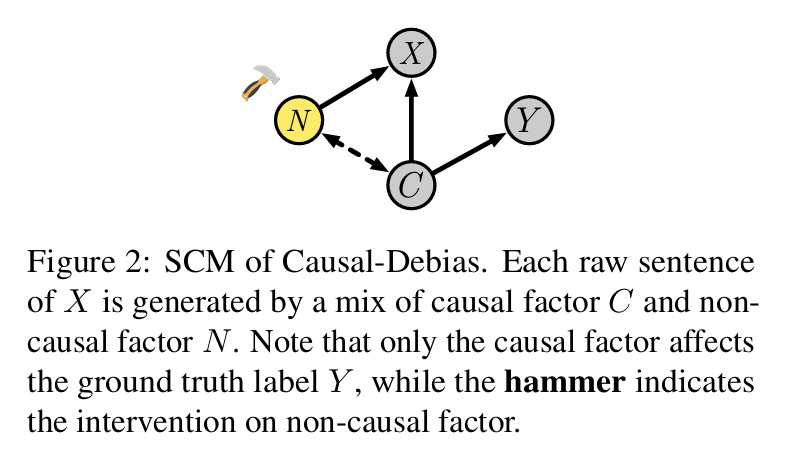 X
N
Y
C
Figure 2: SCM of Causal-Debias. Each raw sentence
of X is generated by a mix of causal factor C and non-
causal factor N. Note that only the causal factor affects
the ground truth label Y, while the hammer indicates
the intervention on non-causal factor.